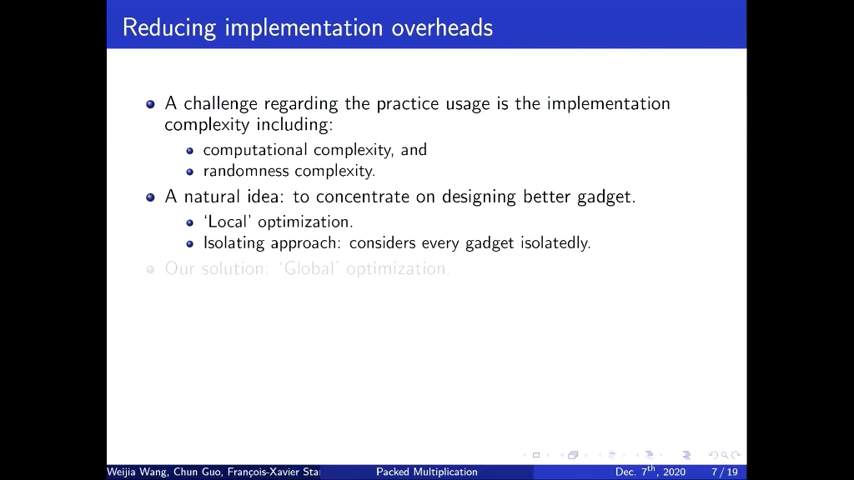 Reducing implementation overheads
A challenge regarding the practice usage is the implementation
complexity including:
computational complexity, and
randomness complexity.
A natural idea: to concentrate on designing better gadget.
‘Local’ optimization.
Isolating approach: considers every gadget isolatedly.
Our solution: ‘Global’ optimization.
Weijia Wang, Chun Guo, François-Xavier Sta
Packed Multiplication
Dec. 7th, 2020
7 / 19